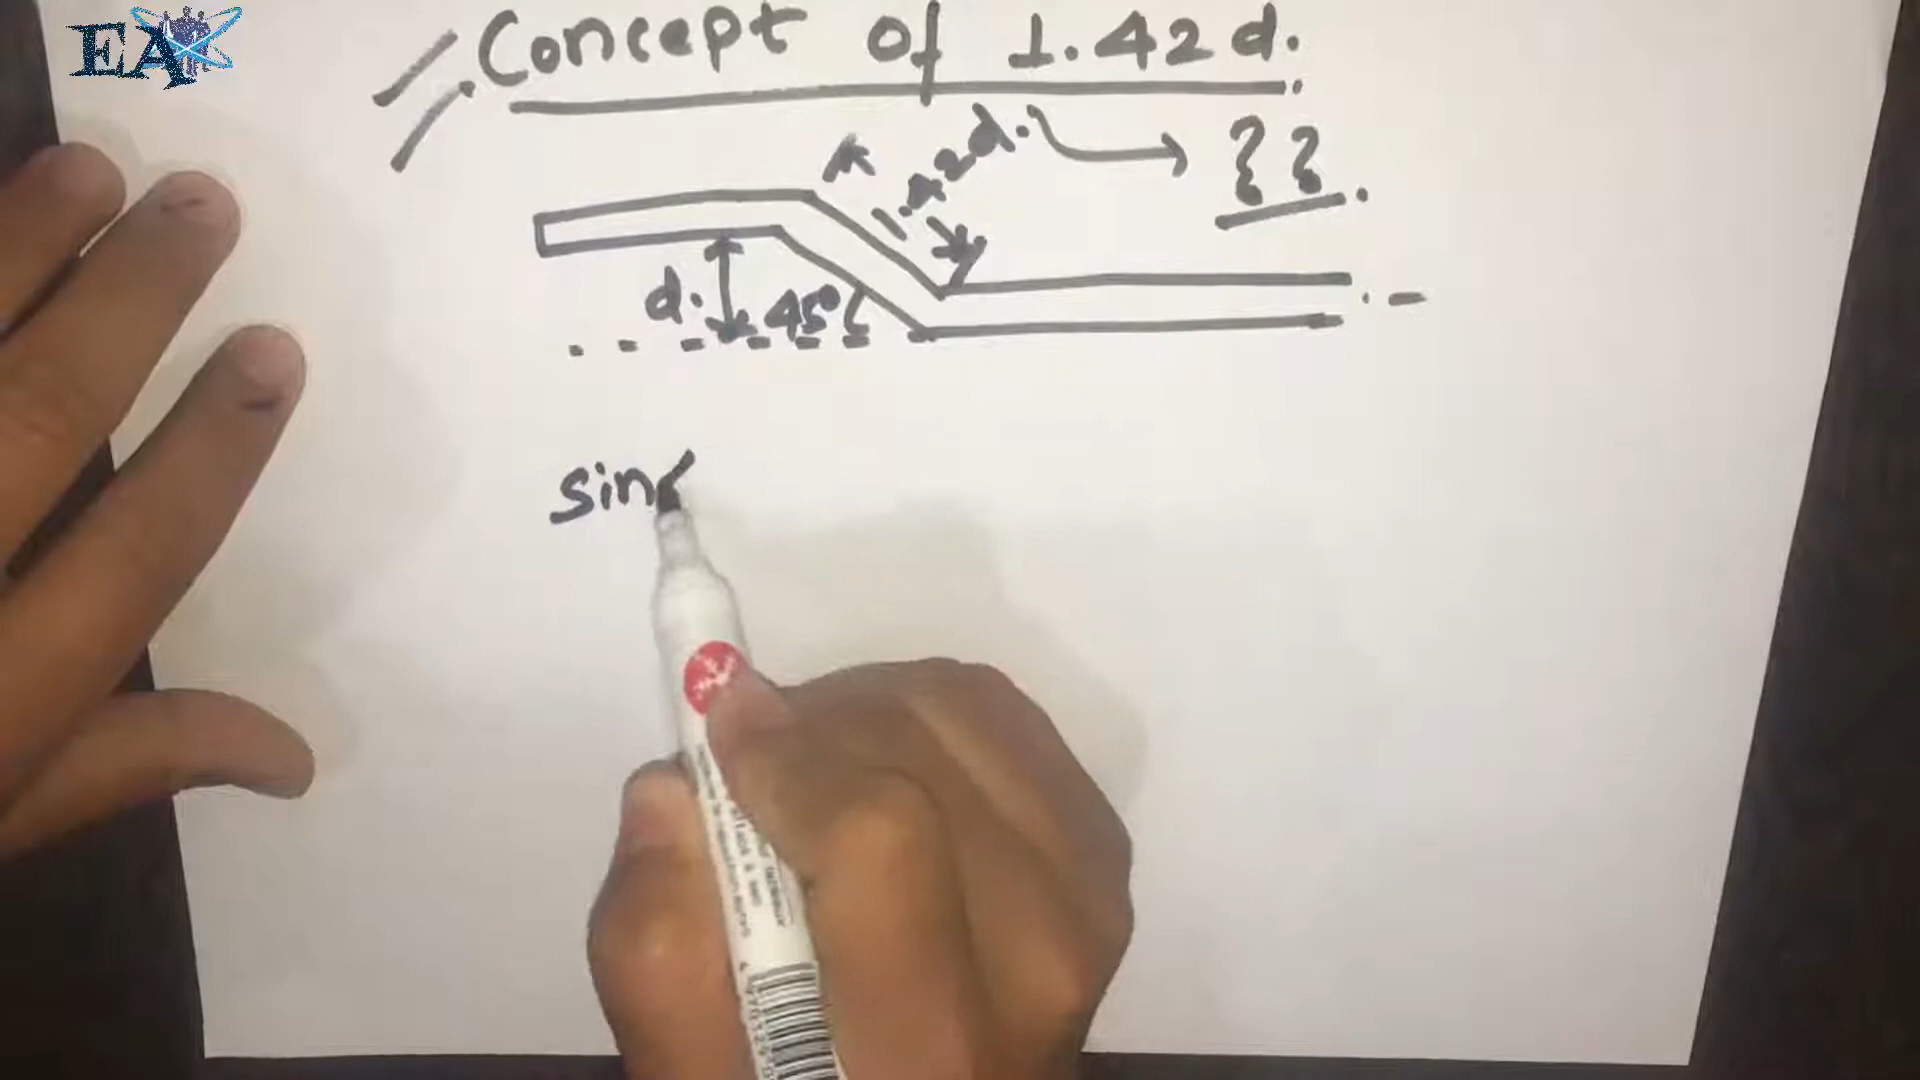 EA
Concept of 1.42d.
1.42d. → ??.
d.
45°
sin